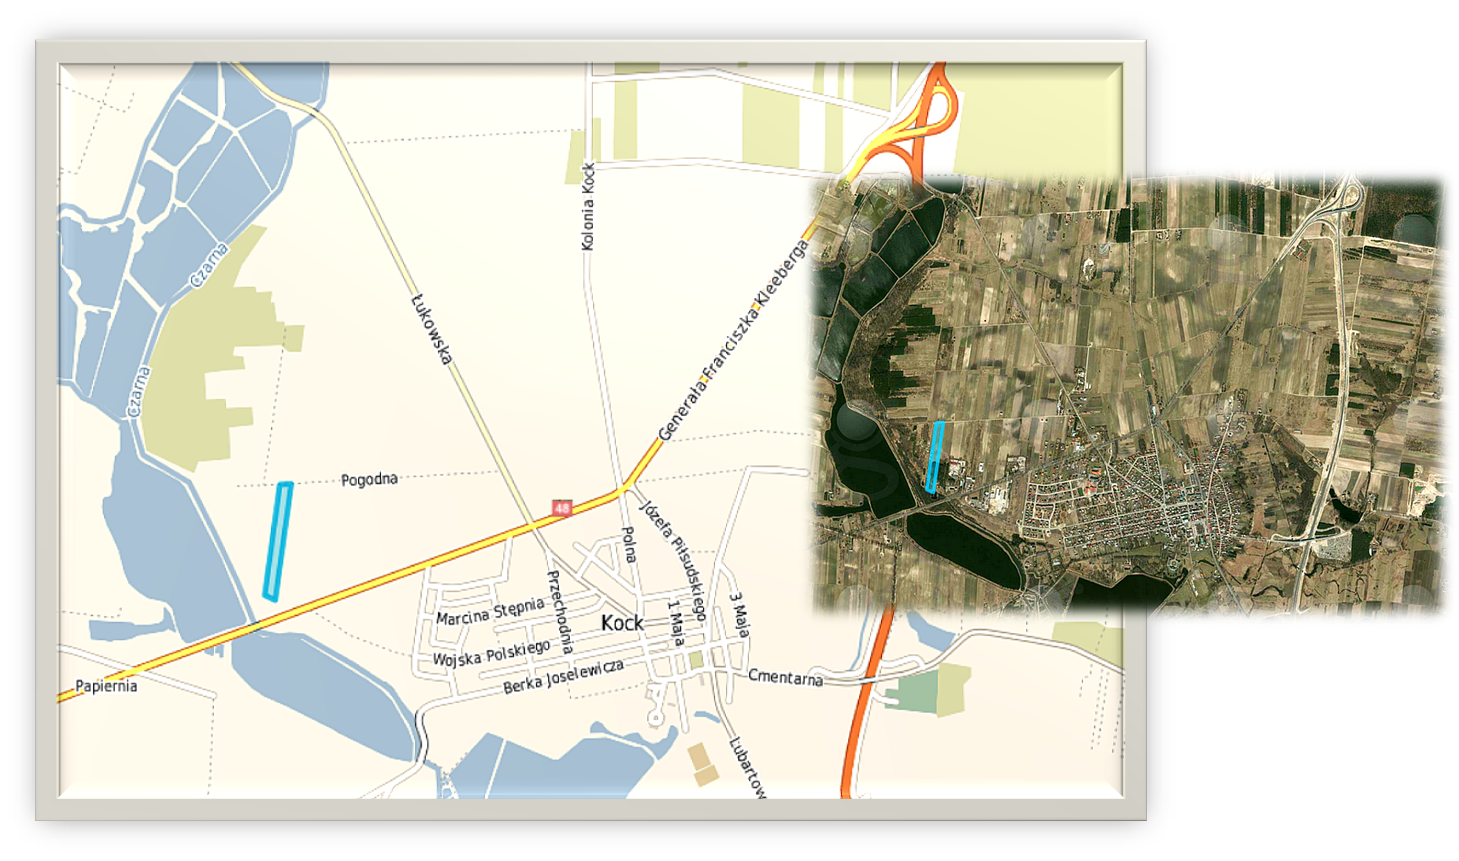 Kolonia Kock
Czarna
Łukowska
Generała Franciszka Kleeberga
Czarna
Pogodna
48
Józefa Piłsudskiego
Polna
Przechodnia
3 Maja
Marcina Stępnia
1 Maja
Kock
Wojska Polskiego
Berka Joselewicza
Cmentarna
Papiernia
Lubartow